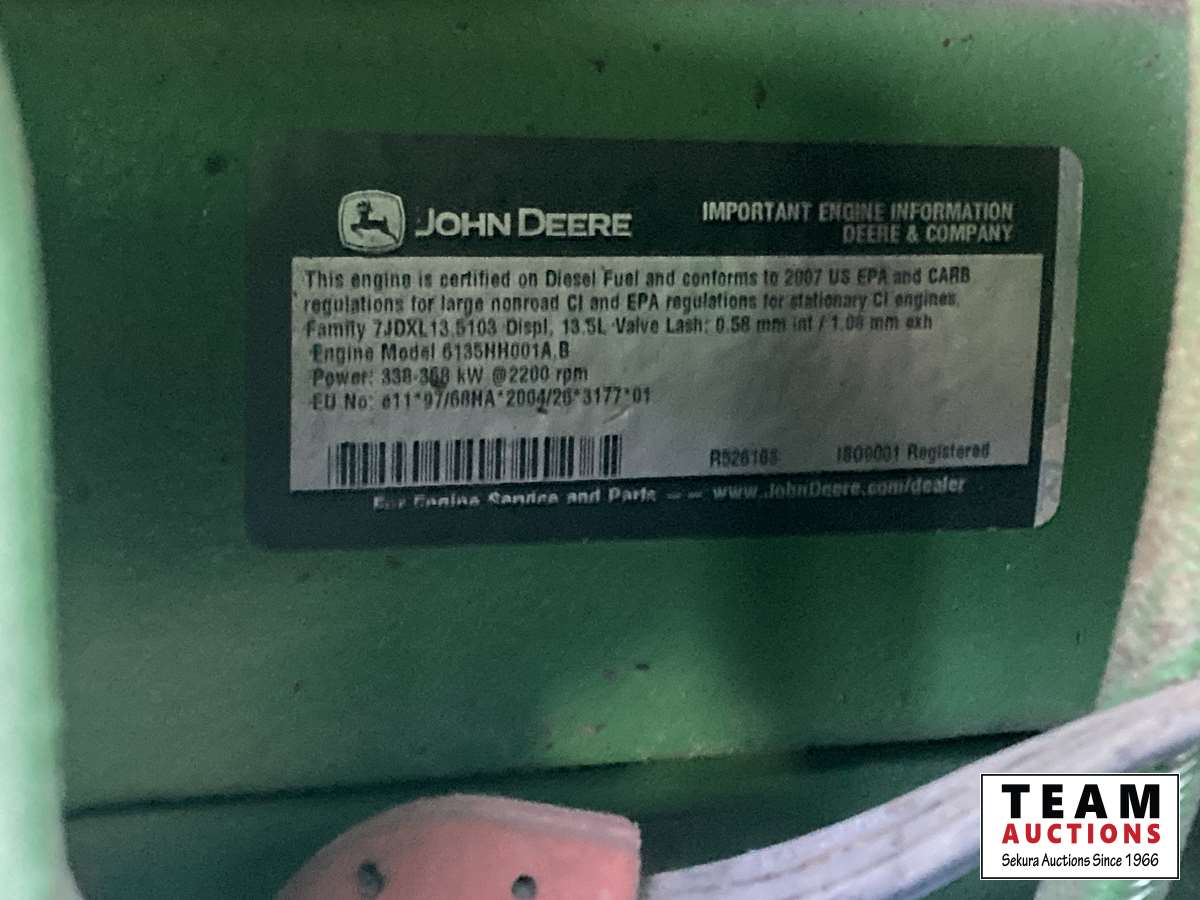 JOHN DEERE
IMPORTANT ENGINE INFORMATION
DEERE & COMPANY
This engine is certified on Diesel Fuel and conforms to 2007 US EPA and CARB
regulations for large nonroad CI and EPA regulations for stationary CI engines.
Family 7JDXL13.5103 Displ. 13.5L Valve Lash: 0.58 mm int / 1.08 mm exh
Engine Model 6135HH001A,B
Power: kW @2200 rpm
EU No: e11*97/68HA*2004/26*3177*01
ISO9001 Registered
For Engine Service and Parts -- www.JohnDeere.com/dealer
TEAM
AUCTIONS
Sekura Auctions Since 1966